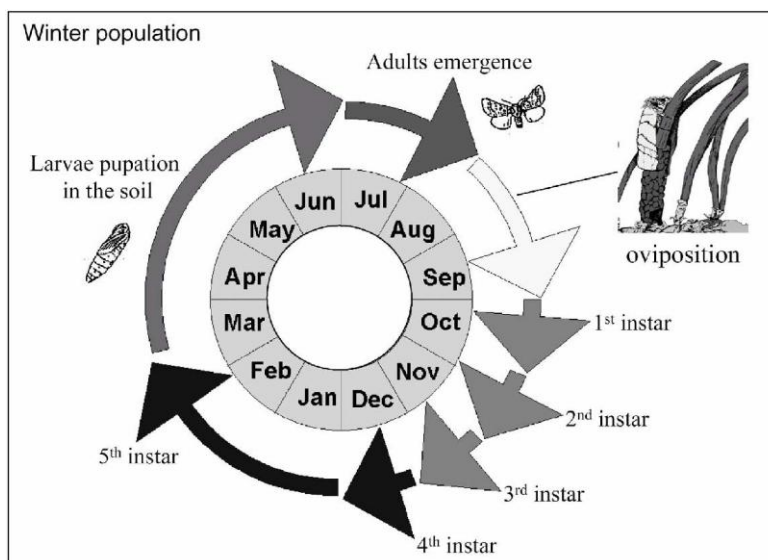 Winter population
Adults emergence
Larvae pupation
in the soil
oviposition
Jun
Jul
May
Aug
Apr
Sep
Mar
Oct
Feb
Nov
Jan
Dec
1st instar
2nd instar
3rd instar
4th instar
5th instar